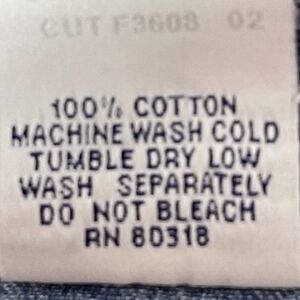 CUT F3608 02
100% COTTON
MACHINE WASH COLD
TUMBLE DRY LOW
WASH SEPARATELY
DO NOT BLEACH
RN 80318